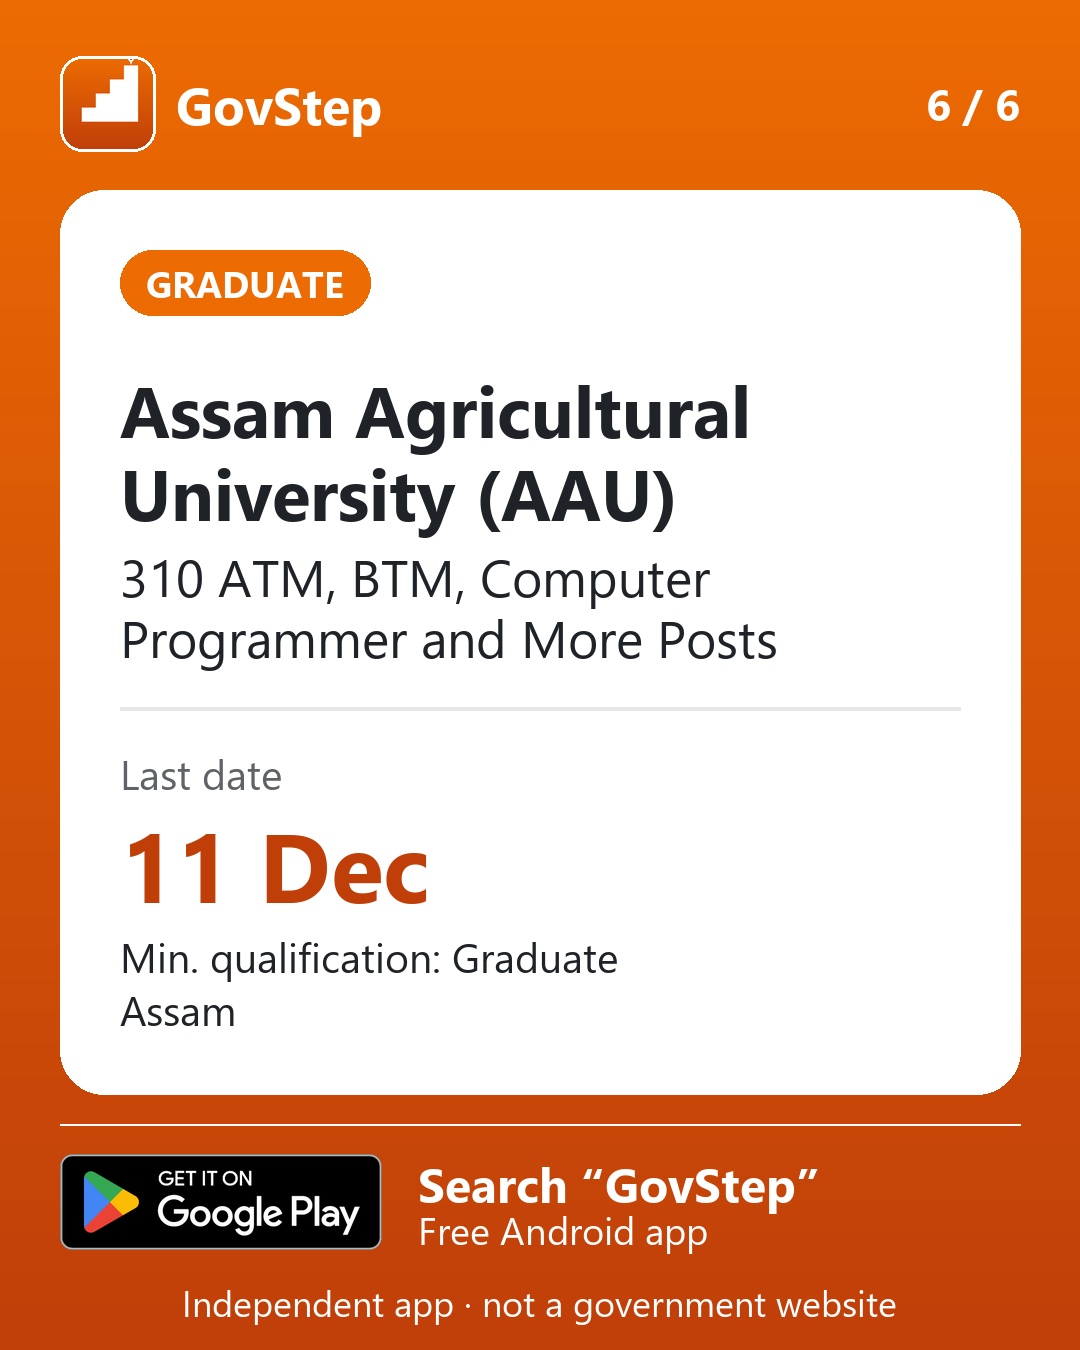 GovStep
6 / 6
GRADUATE
Assam Agricultural
University (AAU)
310 ATM, BTM, Computer
Programmer and More Posts
Last date
11 Dec
Min. qualification: Graduate
Assam
GET IT ON
Google Play
Search “GovStep”
Free Android app
Independent app · not a government website